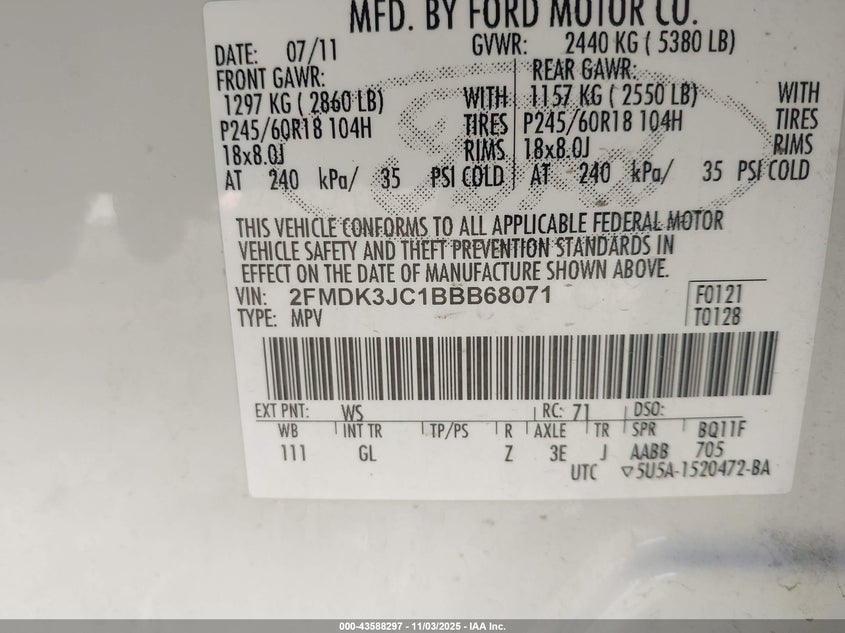 MFD. BY FORD MOTOR CO.
DATE: 07/11 GVWR: 2440 KG ( 5380 LB)
FRONT GAWR: REAR GAWR:
1297 KG ( 2860 LB) WITH 1157 KG ( 2550 LB) WITH
P245/60R18 104H TIRES P245/60R18 104H TIRES
18x8.0J RIMS 18x8.0J RIMS
AT 240 kPa/ 35 PSI COLD AT 240 kPa/ 35 PSI COLD
THIS VEHICLE CONFORMS TO ALL APPLICABLE FEDERAL MOTOR
VEHICLE SAFETY AND THEFT PREVENTION STANDARDS IN
EFFECT ON THE DATE OF MANUFACTURE SHOWN ABOVE.
VIN: 2FMDK3JC1BBB68071 F0121
TYPE: MPV T0128
EXT PNT: WS RC: 71 DSO:
WB INT TR TP/PS R AXLE TR SPR BQ11F
111 GL Z 3E J AABB 705
UTC ▽5U5A-1520472-BA
000-43588297 - 11/03/2025 - IAA Inc.